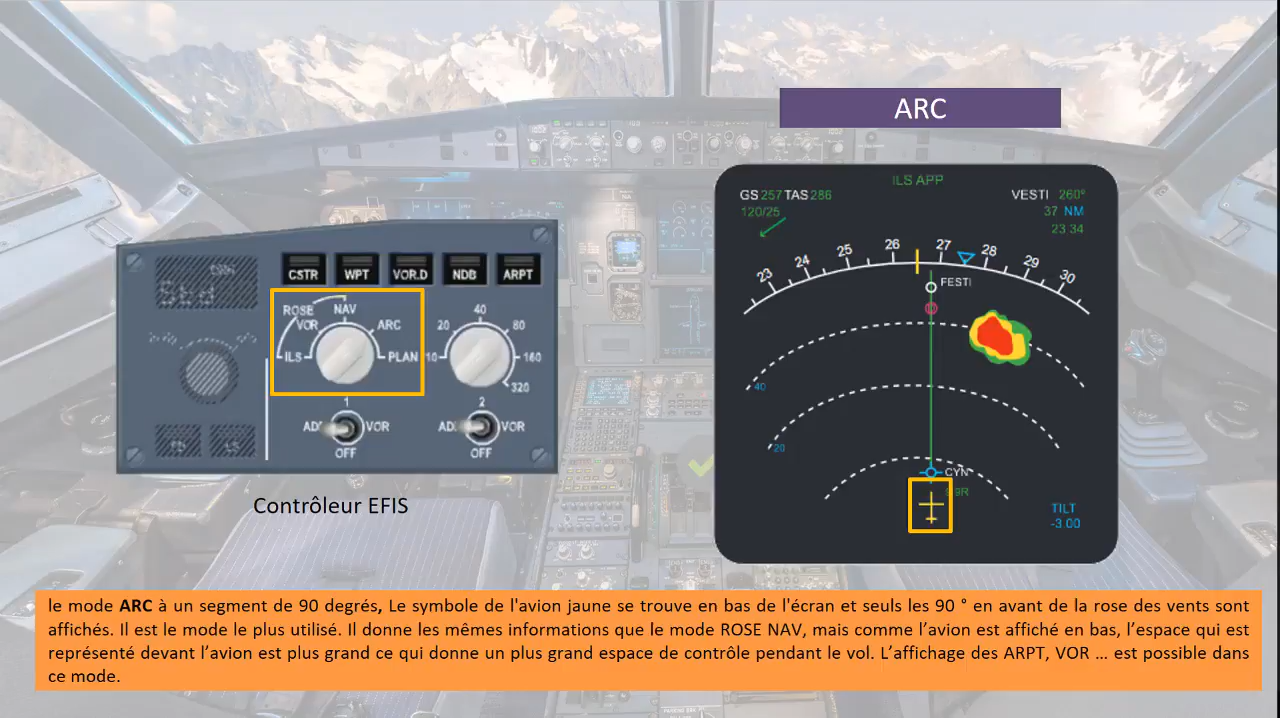 ARC
ILS APP
GS 257 TAS 286
VESTI 260°
120/25
37 NM
23 34
23 24 25 26 27 28 29 30
FESTI
40
20
CYN
TILT
-3.00
CSTR WPT VOR.D NDB ARPT
ROSE NAV
VOR ARC
ILS PLAN
40
20 80
10 160
320
1 2
VOR
VOR
OFF OFF
Contrôleur EFIS
le mode ARC à un segment de 90 degrés, Le symbole de l'avion jaune se trouve en bas de l'écran et seuls les 90 ° en avant de la rose des vents sont
affichés. Il est le mode le plus utilisé. Il donne les mêmes informations que le mode ROSE NAV, mais comme l’avion est affiché en bas, l’espace qui est
représenté devant l’avion est plus grand ce qui donne un plus grand espace de contrôle pendant le vol. L’affichage des ARPT, VOR … est possible dans
ce mode.